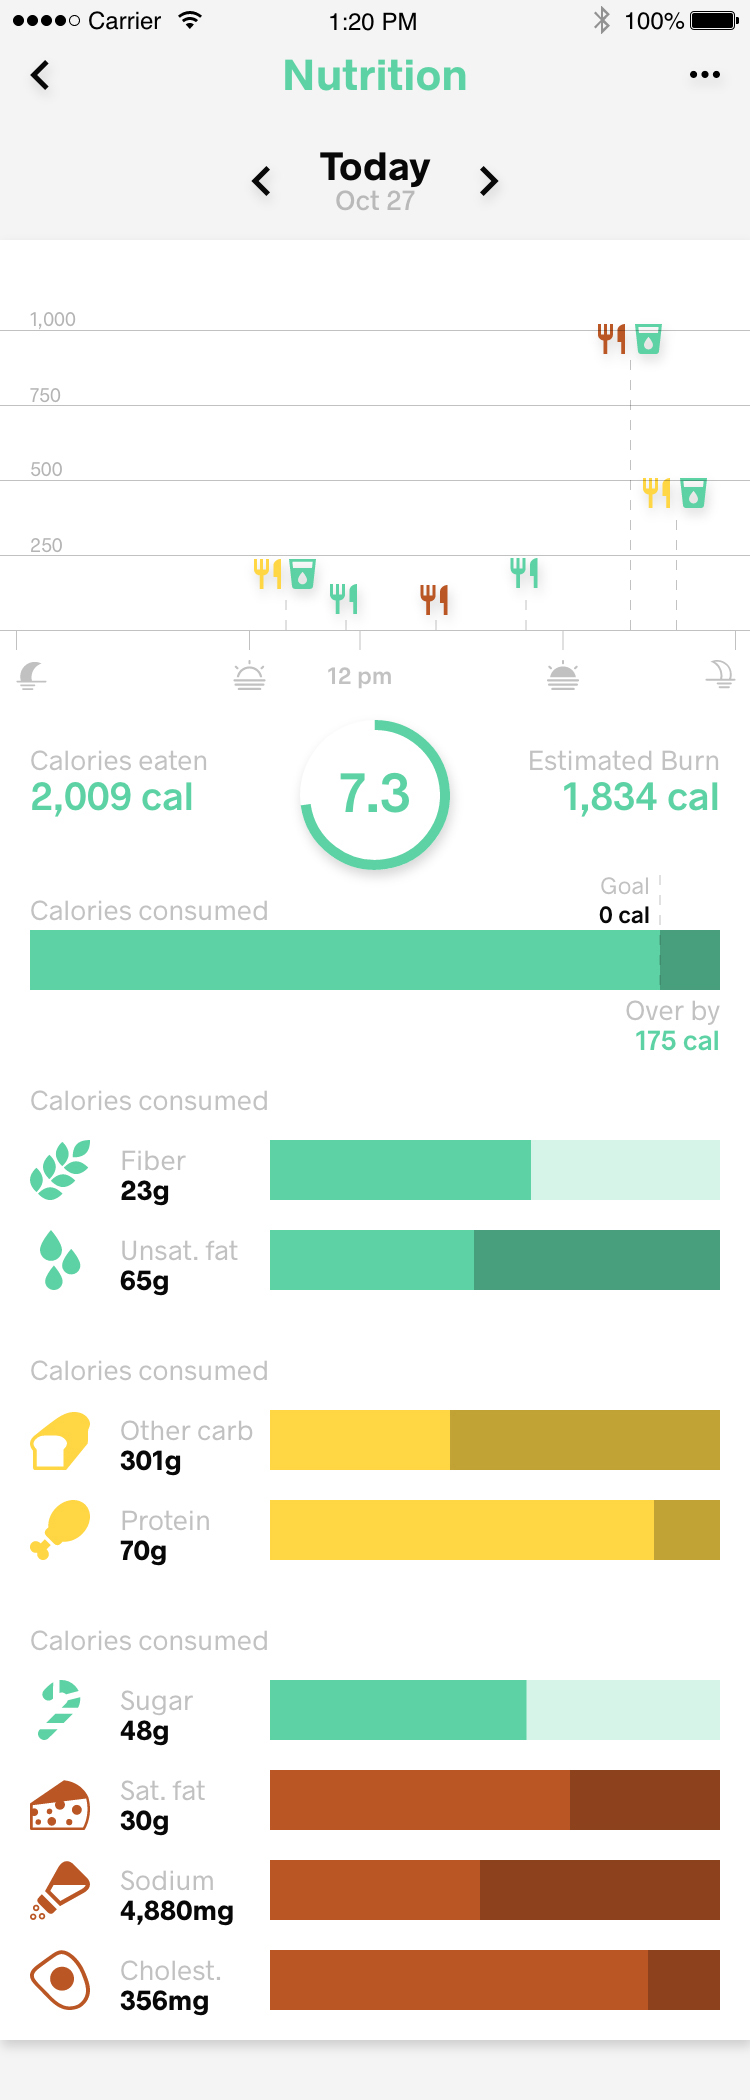 Carrier 1:20 PM 100%
Nutrition
Today
Oct 27
1,000
750
500
250
12 pm
Calories eaten
2,009 cal
7.3
Estimated Burn
1,834 cal
Goal
0 cal
Calories consumed
Over by
175 cal
Calories consumed
Fiber
23g
Unsat. fat
65g
Calories consumed
Other carb
301g
Protein
70g
Calories consumed
Sugar
48g
Sat. fat
30g
Sodium
4,880mg
Cholest.
356mg